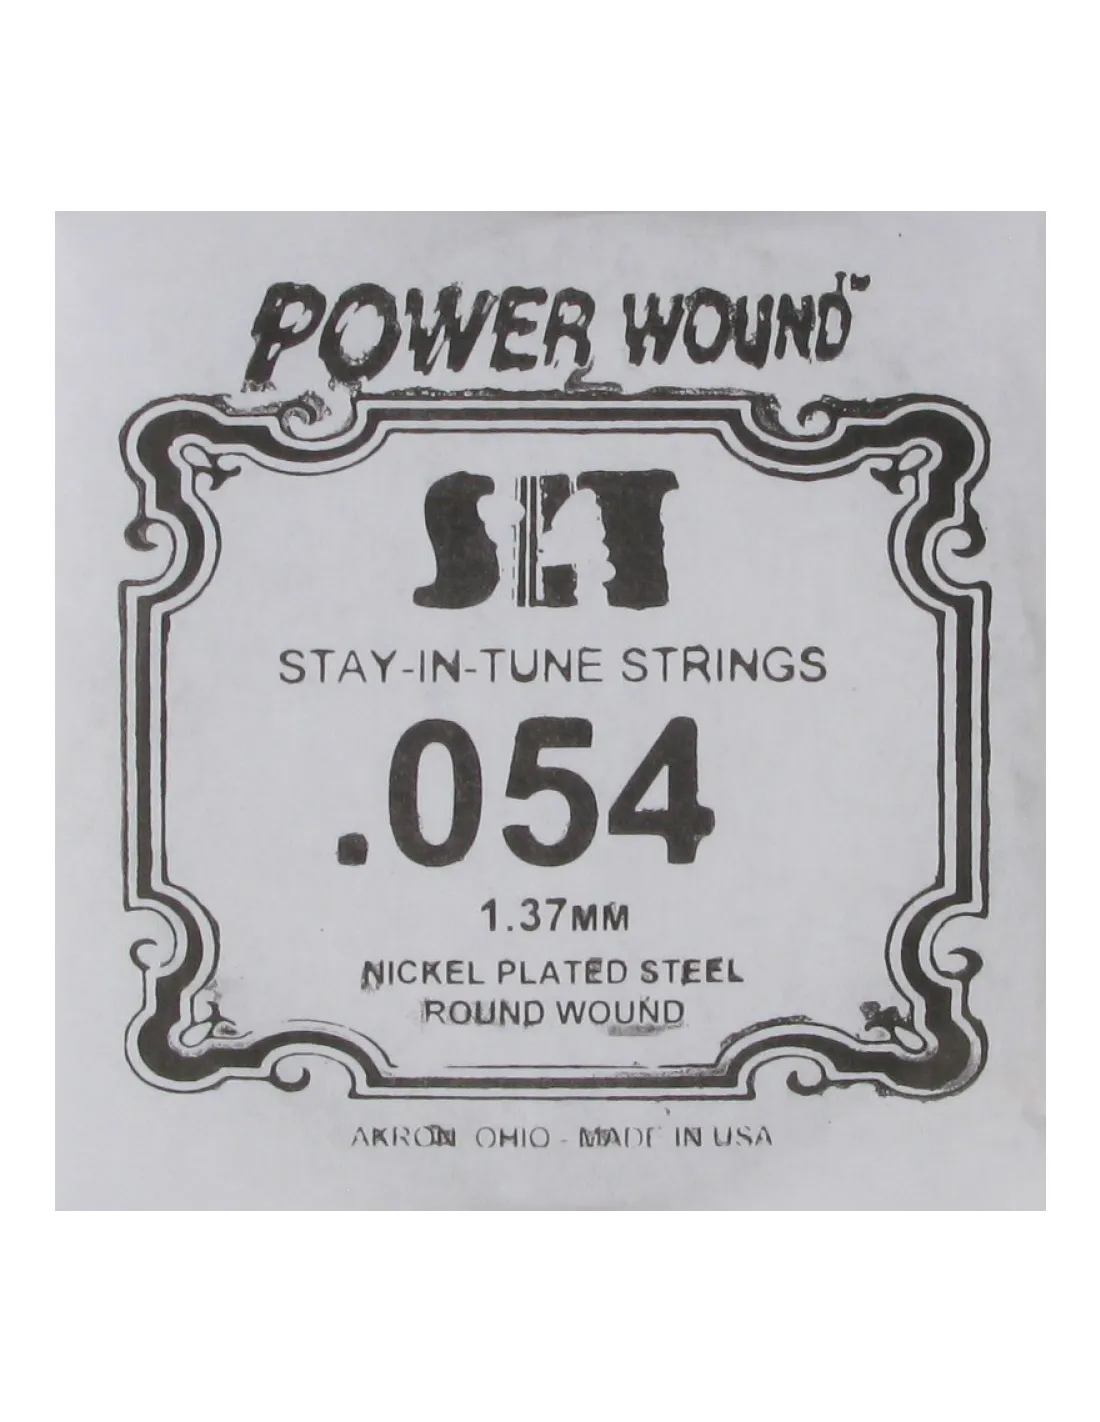 POWER WOUND™
SIT
STAY-IN-TUNE STRINGS
.054
1.37MM
NICKEL PLATED STEEL
ROUND WOUND
AKRON OHIO - MADE IN USA